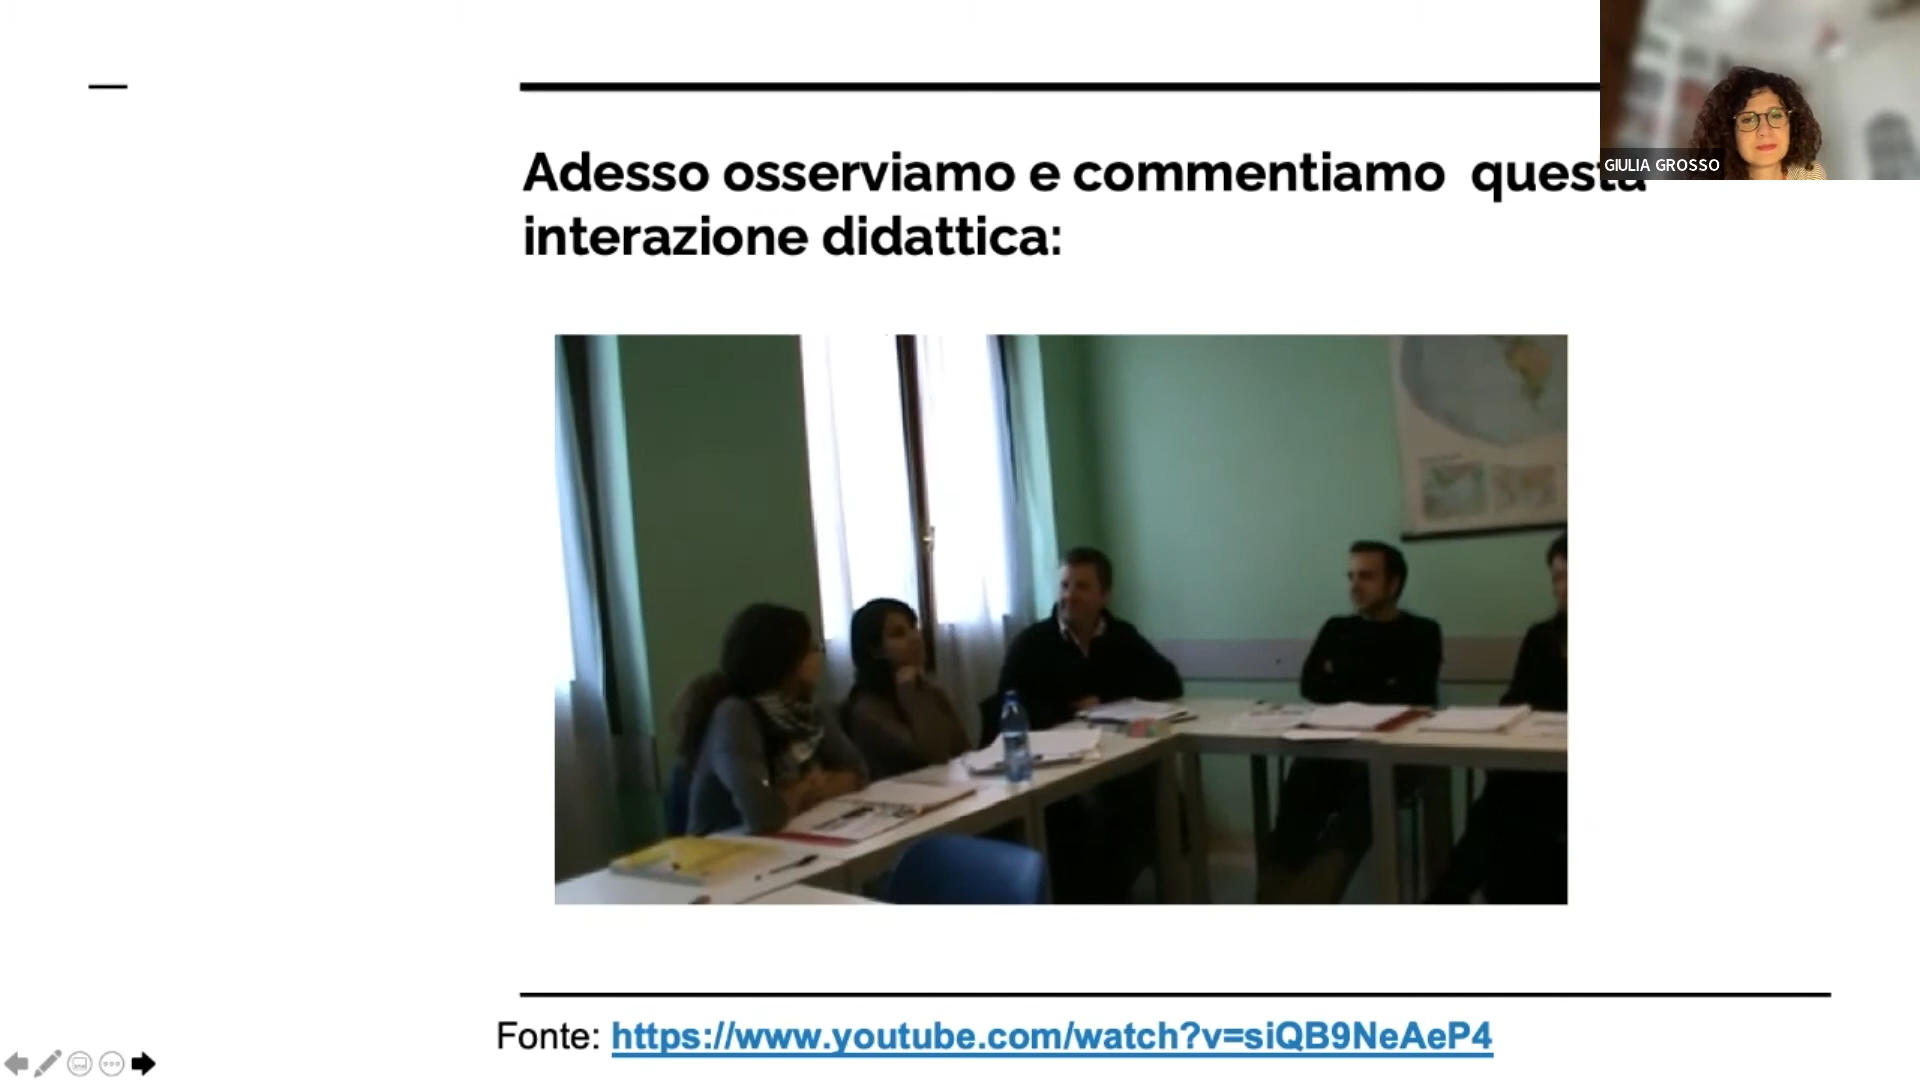 Adesso osserviamo e commentiamo questa
interazione didattica:
GIULIA GROSSO
Fonte: https://www.youtube.com/watch?v=siQB9NeAeP4